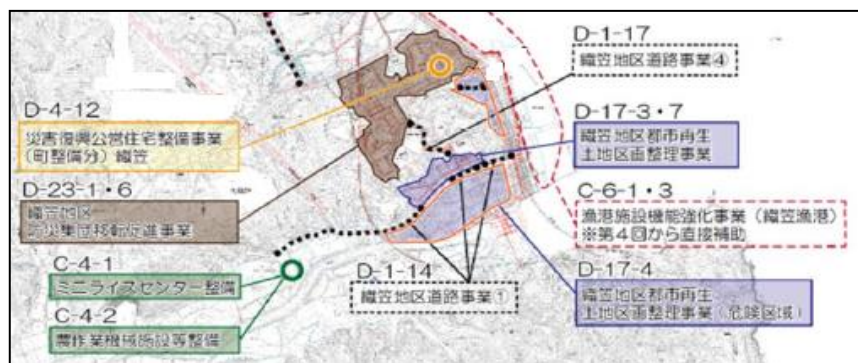 D-1-17
織笠地区道路事業④
D-4-12
災害復興公営住宅整備事業
(町整備分)織笠
D-17-3・7
織笠地区都市再生
土地区画整理事業
D-23-1・6
織笠地区
防災集団移転促進事業
C-6-1・3
漁港施設機能強化事業(織笠漁港)
※第4回から直接補助
C-4-1
ミニライスセンター整備
D-1-14
織笠地区道路事業①
D-17-4
織笠地区都市再生
土地区画整理事業(危険区域)
C-4-2
農作業機械施設等整備